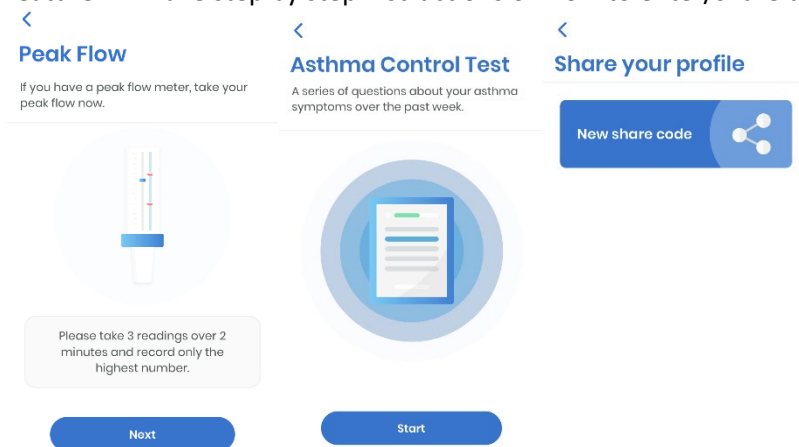 Peak Flow
If you have a peak flow meter, take your
peak flow now.
Please take 3 readings over 2
minutes and record only the
highest number.
Next
Asthma Control Test
A series of questions about your asthma
symptoms over the past week.
Start
Share your profile
New share code